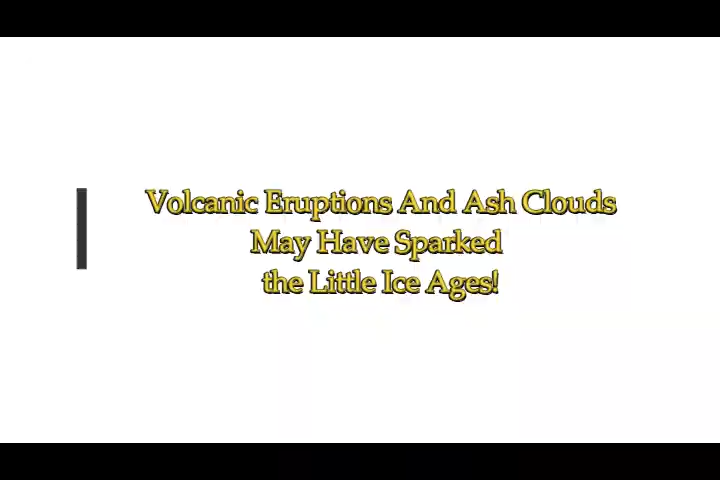 Volcanic Eruptions And Ash Clouds
May Have Sparked
the Little Ice Ages!